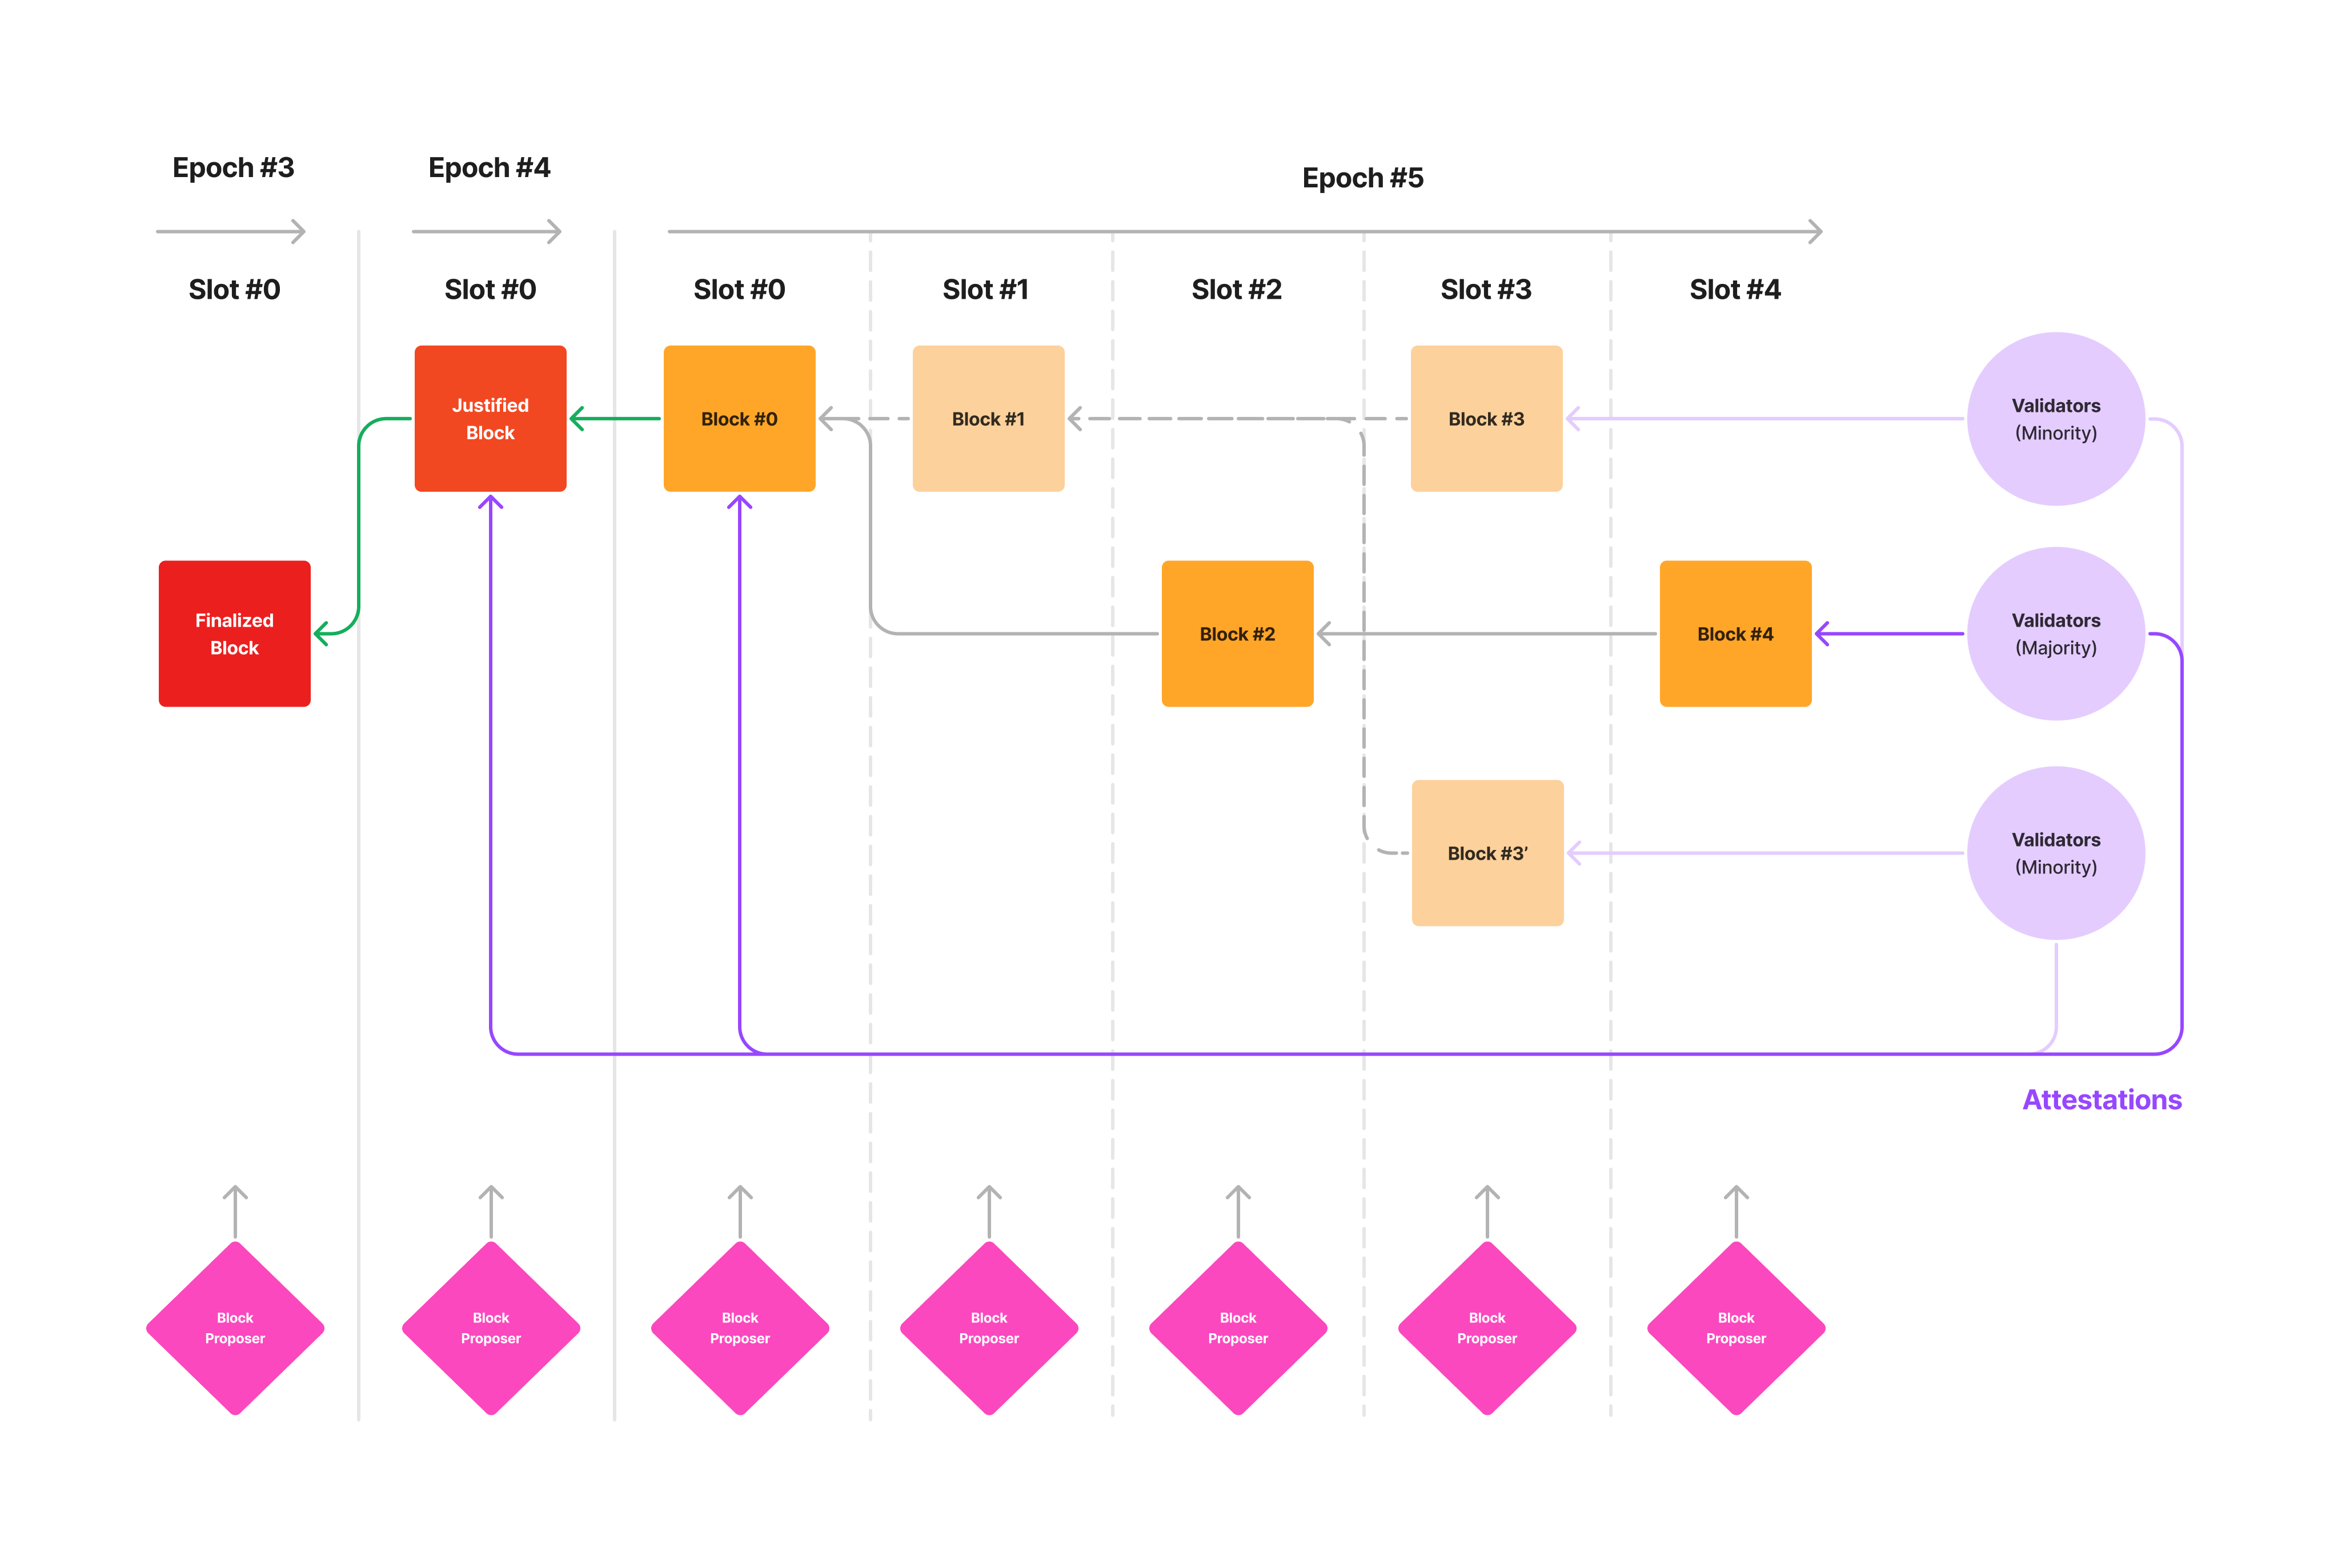 Epoch #3
Epoch #4
Epoch #5
Slot #0
Slot #0
Slot #0
Slot #1
Slot #2
Slot #3
Slot #4
Justified
Block
Block #0
Block #1
Block #3
Validators
(Minority)
Finalized
Block
Block #2
Block #4
Validators
(Majority)
Block #3’
Validators
(Minority)
Attestations
Block
Proposer
Block
Proposer
Block
Proposer
Block
Proposer
Block
Proposer
Block
Proposer
Block
Proposer